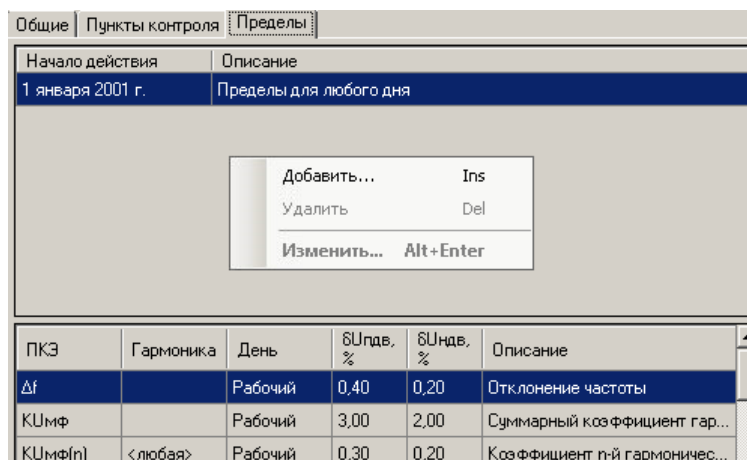 Общие Пункты контроля Пределы
Начало действия Описание
1 января 2001 г. Пределы для любого дня
Добавить... Ins
Удалить Del
Изменить... Alt+Enter
ПКЭ Гармоника День δUпдв, % δUндв, % Описание
Δf Рабочий 0,40 0,20 Отклонение частоты
KUмф Рабочий 3,00 2,00 Суммарный коэффициент гар...
KUмф(n) <любая> Рабочий 0,30 0,20 Коэффициент n-й гармоничес...